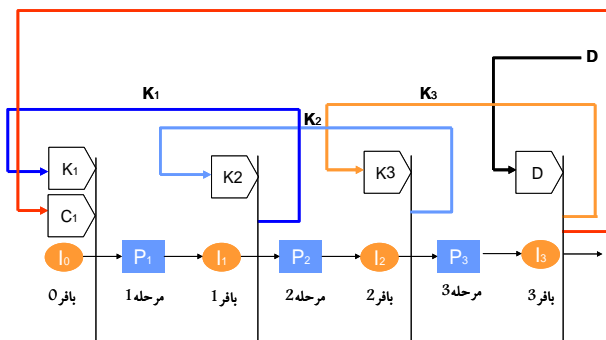 D
K1
K2
K3
K1
K2
K3
D
C1
I0
P1
I1
P2
I2
P3
I3
بافر0
مرحله1
بافر1
مرحله2
بافر2
مرحله3
بافر3